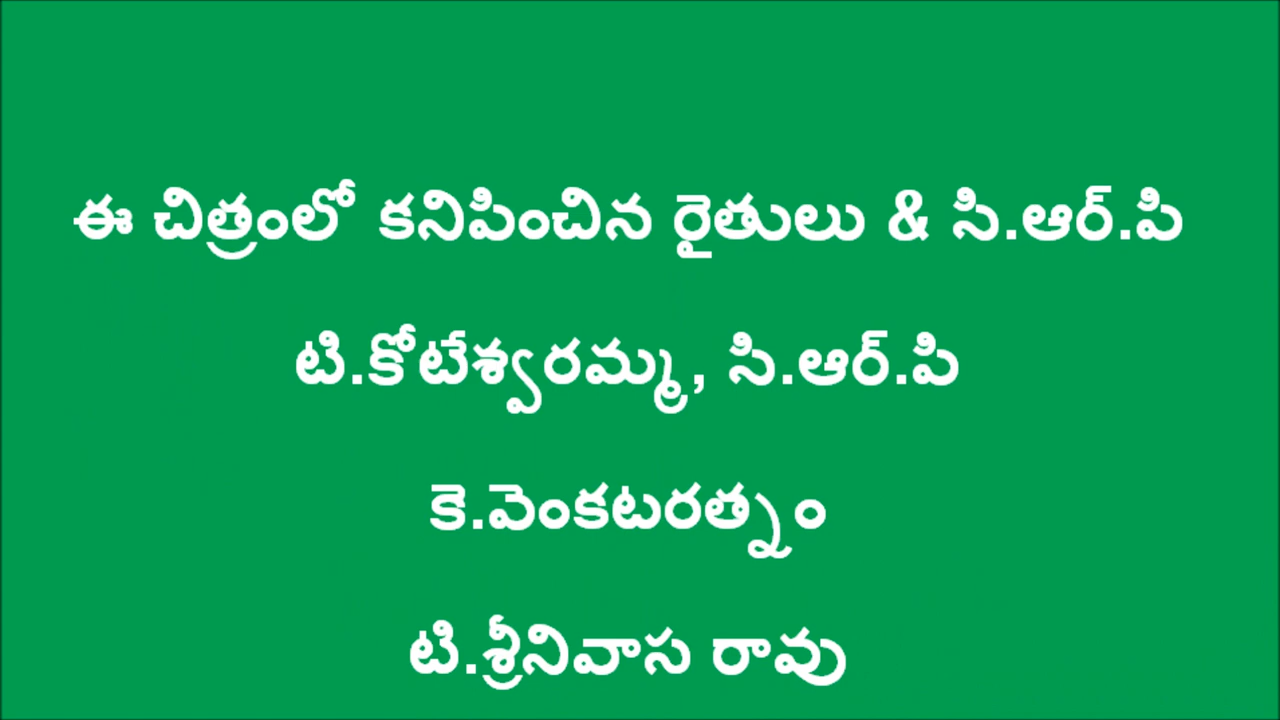 ఈ చిత్రంలో కనిపించిన రైతులు & సి.ఆర్.పి
టి.కోటేశ్వరమ్మ, సి.ఆర్.పి
కె.వెంకటరత్నం
టి.శ్రీనివాస రావు